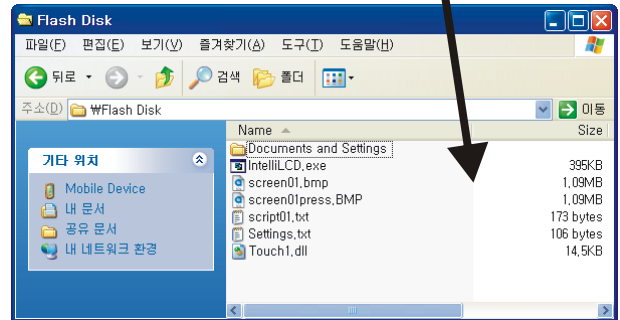 Flash Disk
파일(F) 편집(E) 보기(V) 즐겨찾기(A) 도구(T) 도움말(H)
뒤로 검색 폴더
주소(D) ₩Flash Disk 이동
Name Size
Documents and Settings
IntelliLCD.exe 395KB
screen01.bmp 1.09MB
screen01press.BMP 1.09MB
script01.txt 173 bytes
Settings.txt 106 bytes
Touch1.dll 14.5KB
기타 위치
Mobile Device
내 문서
공유 문서
내 네트워크 환경